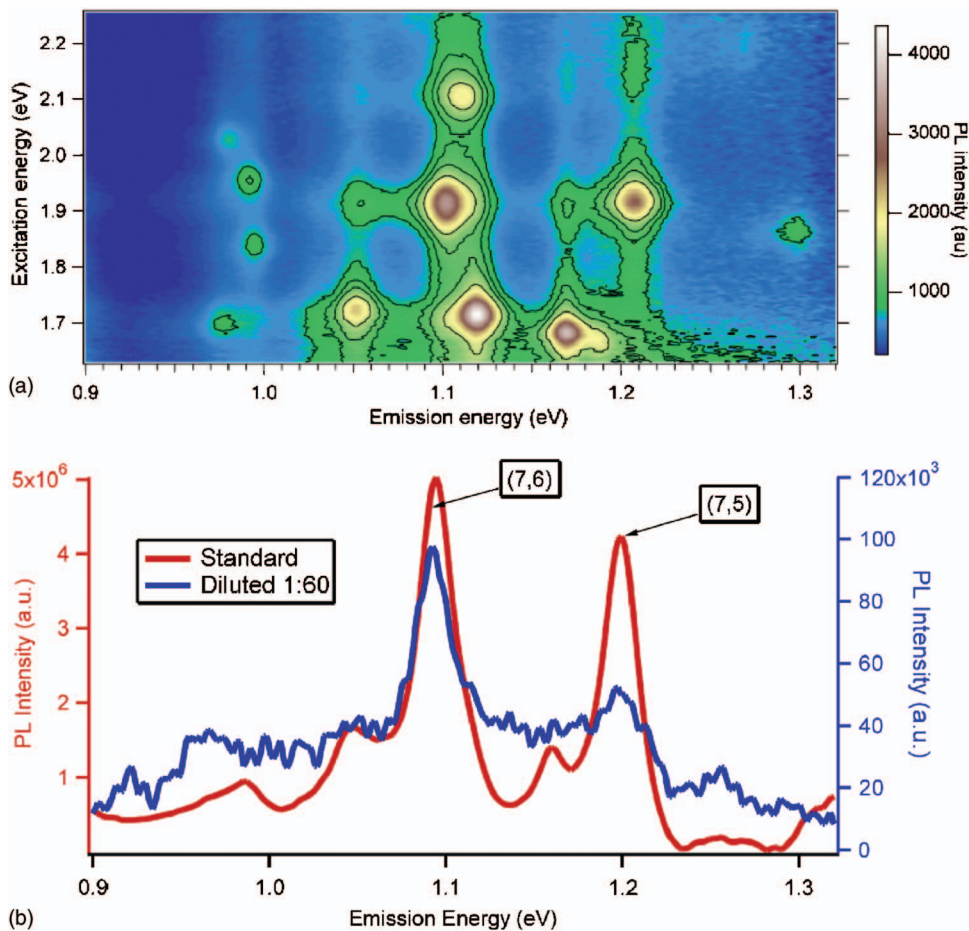 2.2
2.1
2.0
1.9
1.8
1.7
Excitation energy (eV)
0.9 1.0 1.1 1.2 1.3
Emission energy (eV)
4000
3000
2000
1000
PL intensity (au)
(a)
5x10⁶
4
3
2
1
PL Intensity (a.u.)
(7,6)
(7,5)
Standard
Diluted 1:60
120x10³
100
80
60
40
20
0
PL Intensity (a.u.)
0.9 1.0 1.1 1.2 1.3
Emission Energy (eV)
(b)